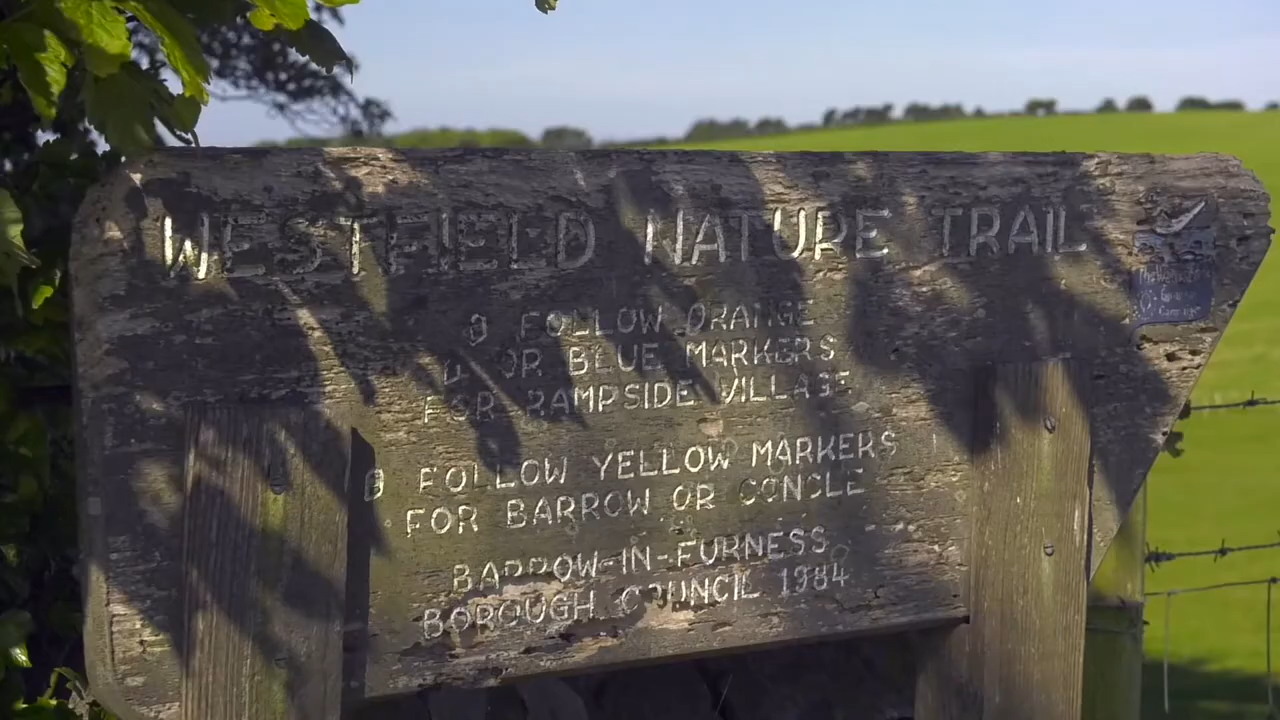 WESTFIELD NATURE TRAIL
FOLLOW ORANGE
OR BLUE MARKERS
FOR RAMPSIDE VILLAGE
FOLLOW YELLOW MARKERS
FOR BARROW OR CONCLE
BARROW-IN-FURNESS
BOROUGH COUNCIL 1984